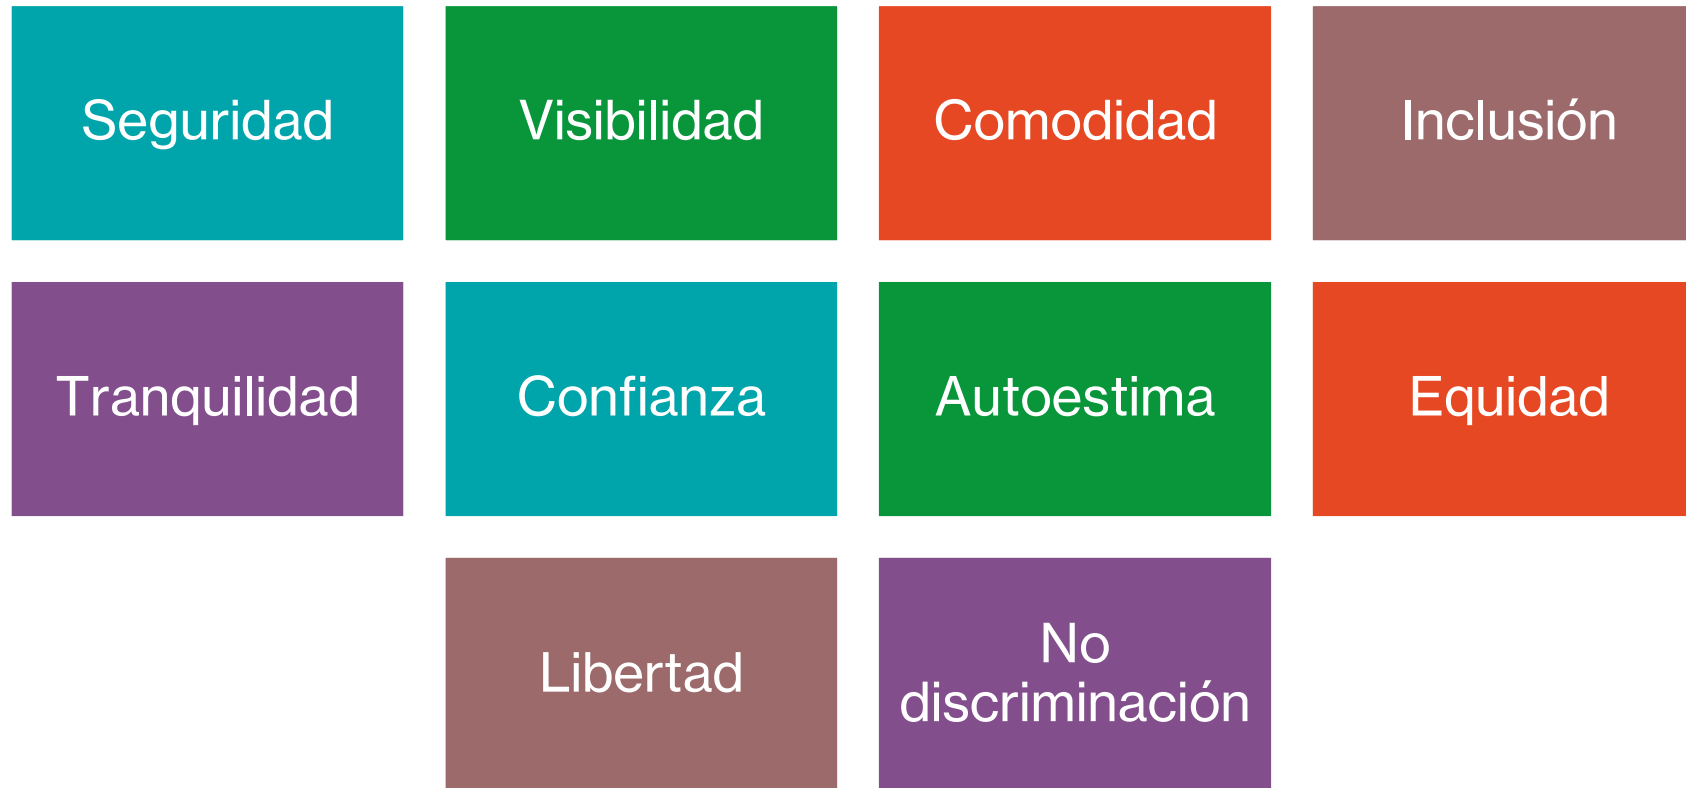 Seguridad
Visibilidad
Comodidad
Inclusión
Tranquilidad
Confianza
Autoestima
Equidad
Libertad
No
discriminación